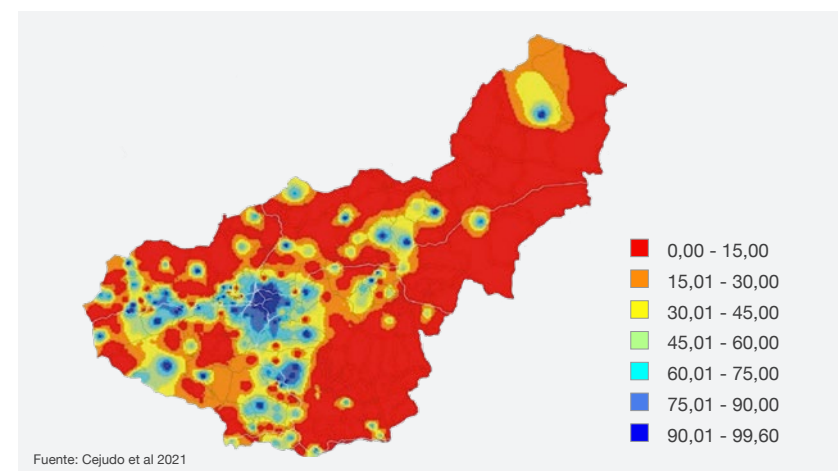 0,00 - 15,00
15,01 - 30,00
30,01 - 45,00
45,01 - 60,00
60,01 - 75,00
75,01 - 90,00
90,01 - 99,60
Fuente: Cejudo et al 2021